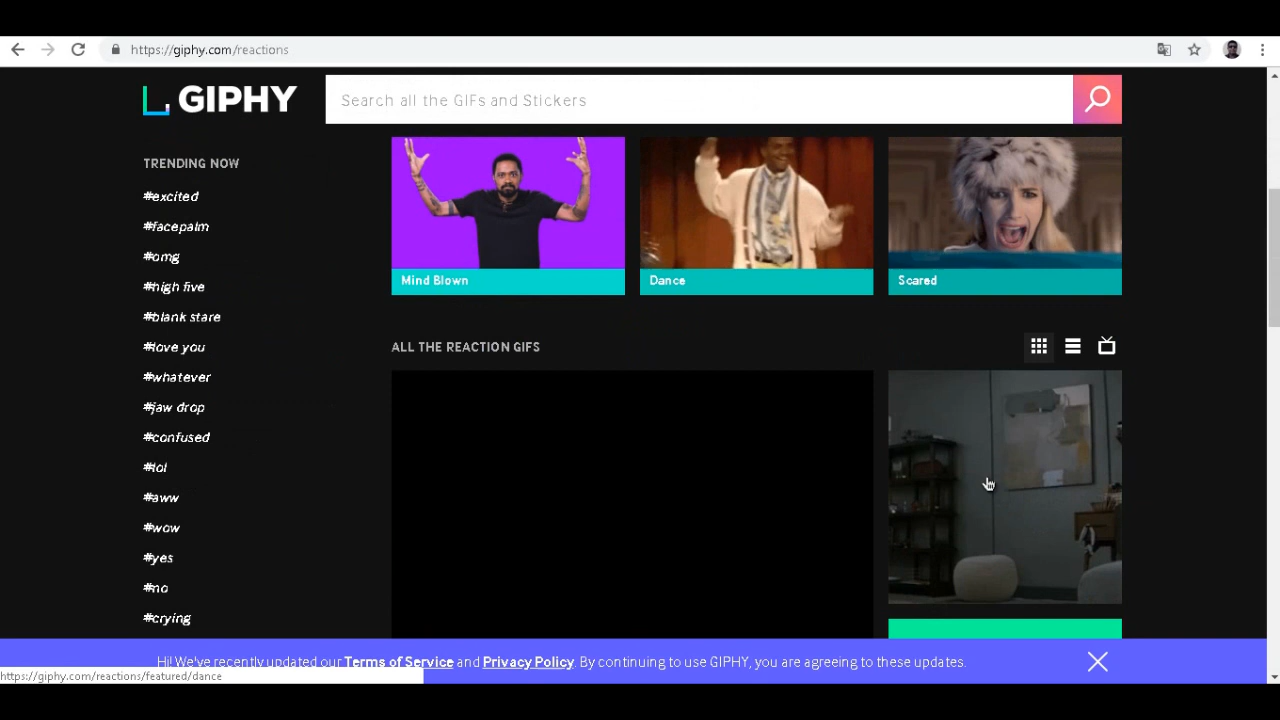 https://giphy.com/reactions
GIPHY
Search all the GIFs and Stickers
TRENDING NOW
#excited
#facepalm
#omg
#high five
#blank stare
#love you
#whatever
#jaw drop
#confused
#lol
#aww
#wow
#yes
#no
#crying
Mind Blown
Dance
Scared
ALL THE REACTION GIFS
Hi! We've recently updated our Terms of Service and Privacy Policy. By continuing to use GIPHY, you are agreeing to these updates.
https://giphy.com/reactions/featured/dance